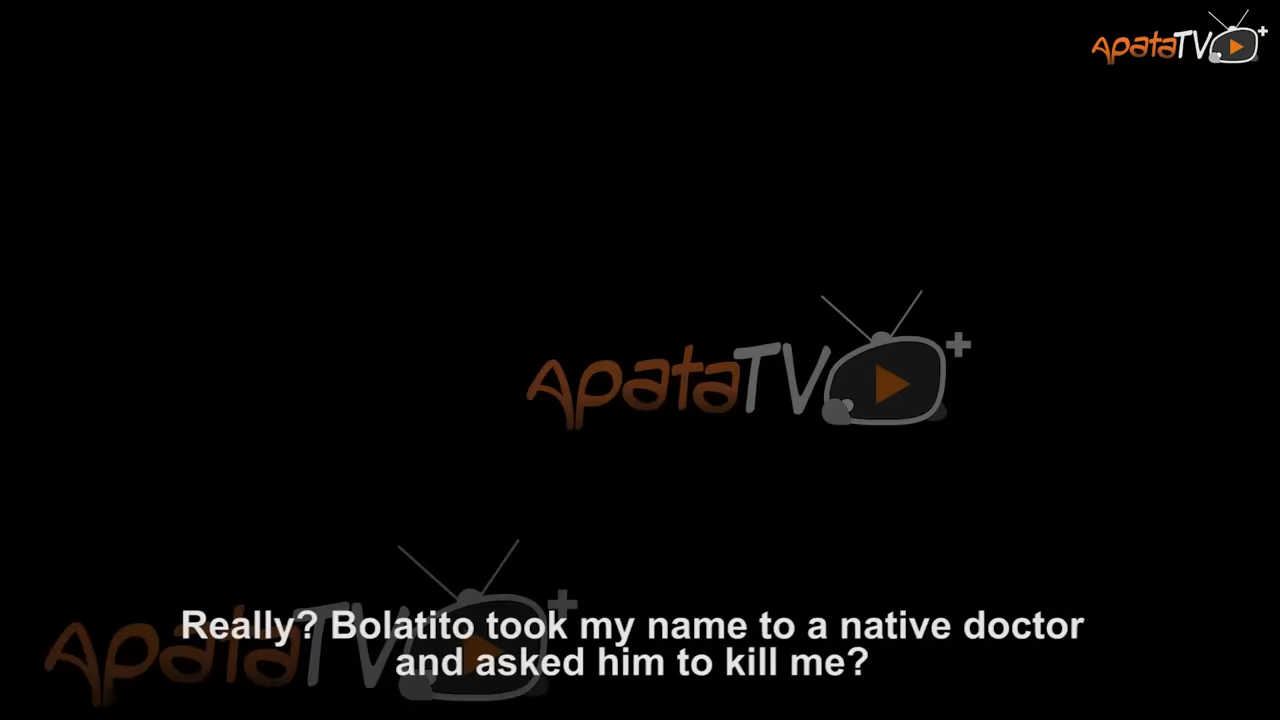 ApataTV+
ApataTV+
ApataTV+
Really? Bolatito took my name to a native doctor
and asked him to kill me?